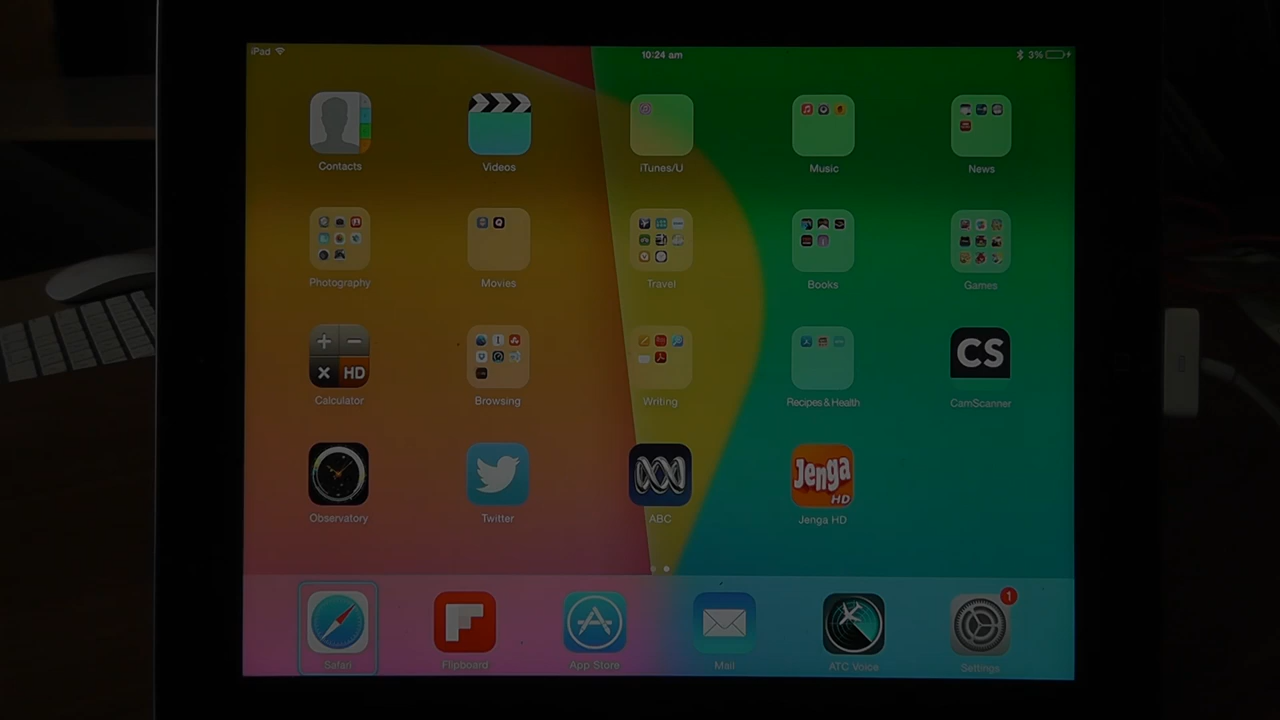 iPad
10:24 am
3%
Contacts
Videos
iTunes/U
Music
News
Photography
Movies
Travel
Books
Games
HD
Calculator
Browsing
Writing
Recipes & Health
CS
CamScanner
Observatory
Twitter
ABC
Jenga
HD
Jenga HD
1
Safari
Flipboard
App Store
Mail
ATC Voice
Settings